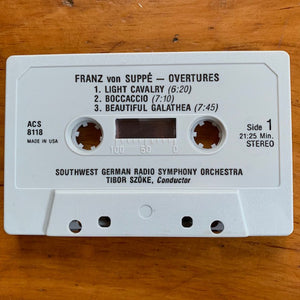 FRANZ von SUPPÉ — OVERTURES
1. LIGHT CAVALRY (6:20)
2. BOCCACCIO (7:10)
3. BEAUTIFUL GALATHEA (7:45)
ACS
8118
MADE IN USA
Side 1
21:25 Min.
STEREO
100 50 0
SOUTHWEST GERMAN RADIO SYMPHONY ORCHESTRA
TIBOR SZÖKE, Conductor